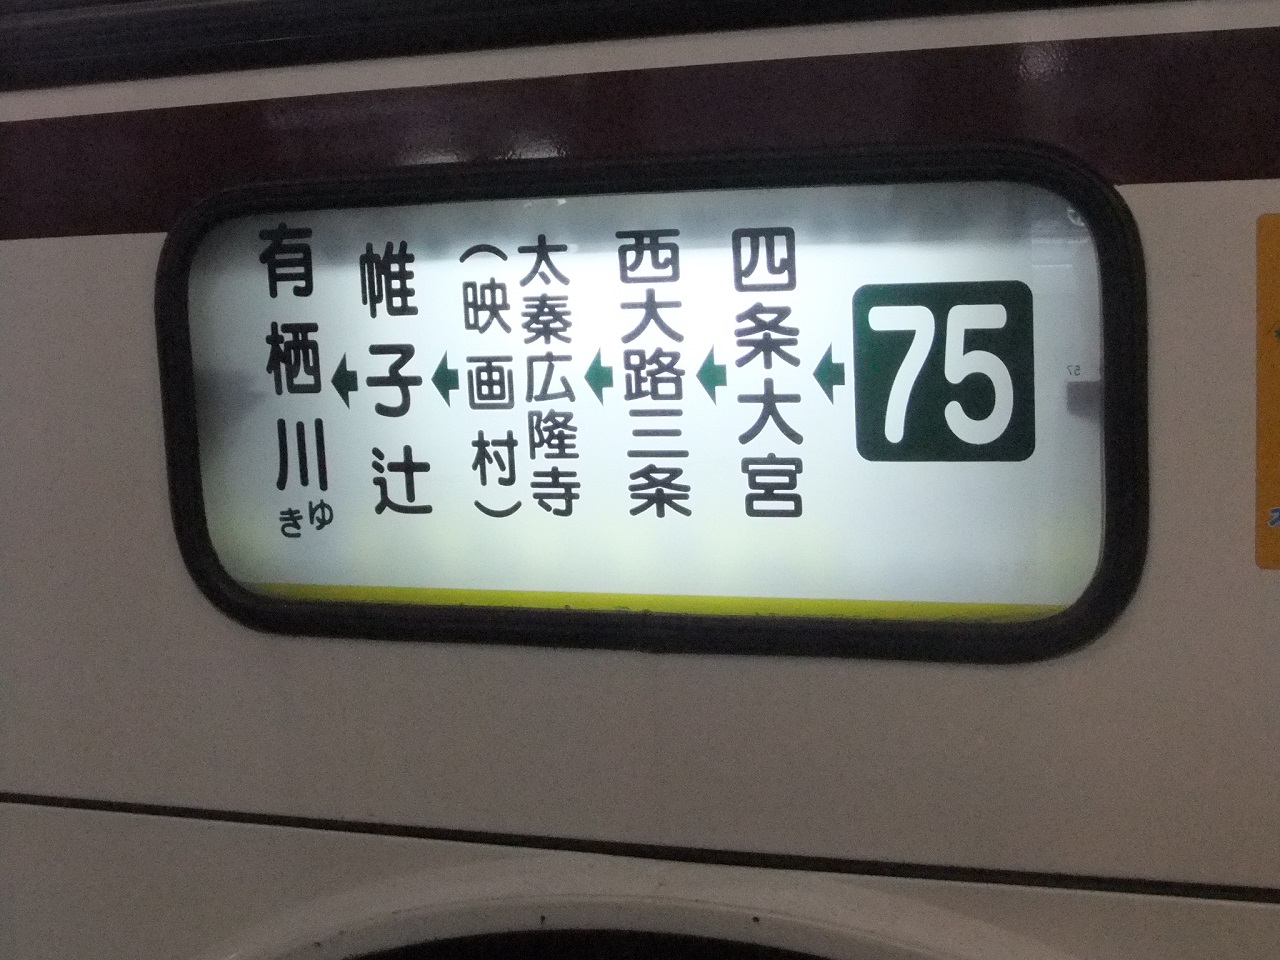 75
四条大宮
西大路三条
太秦広隆寺
(映画村)
帷子辻
有栖川ゆき
57